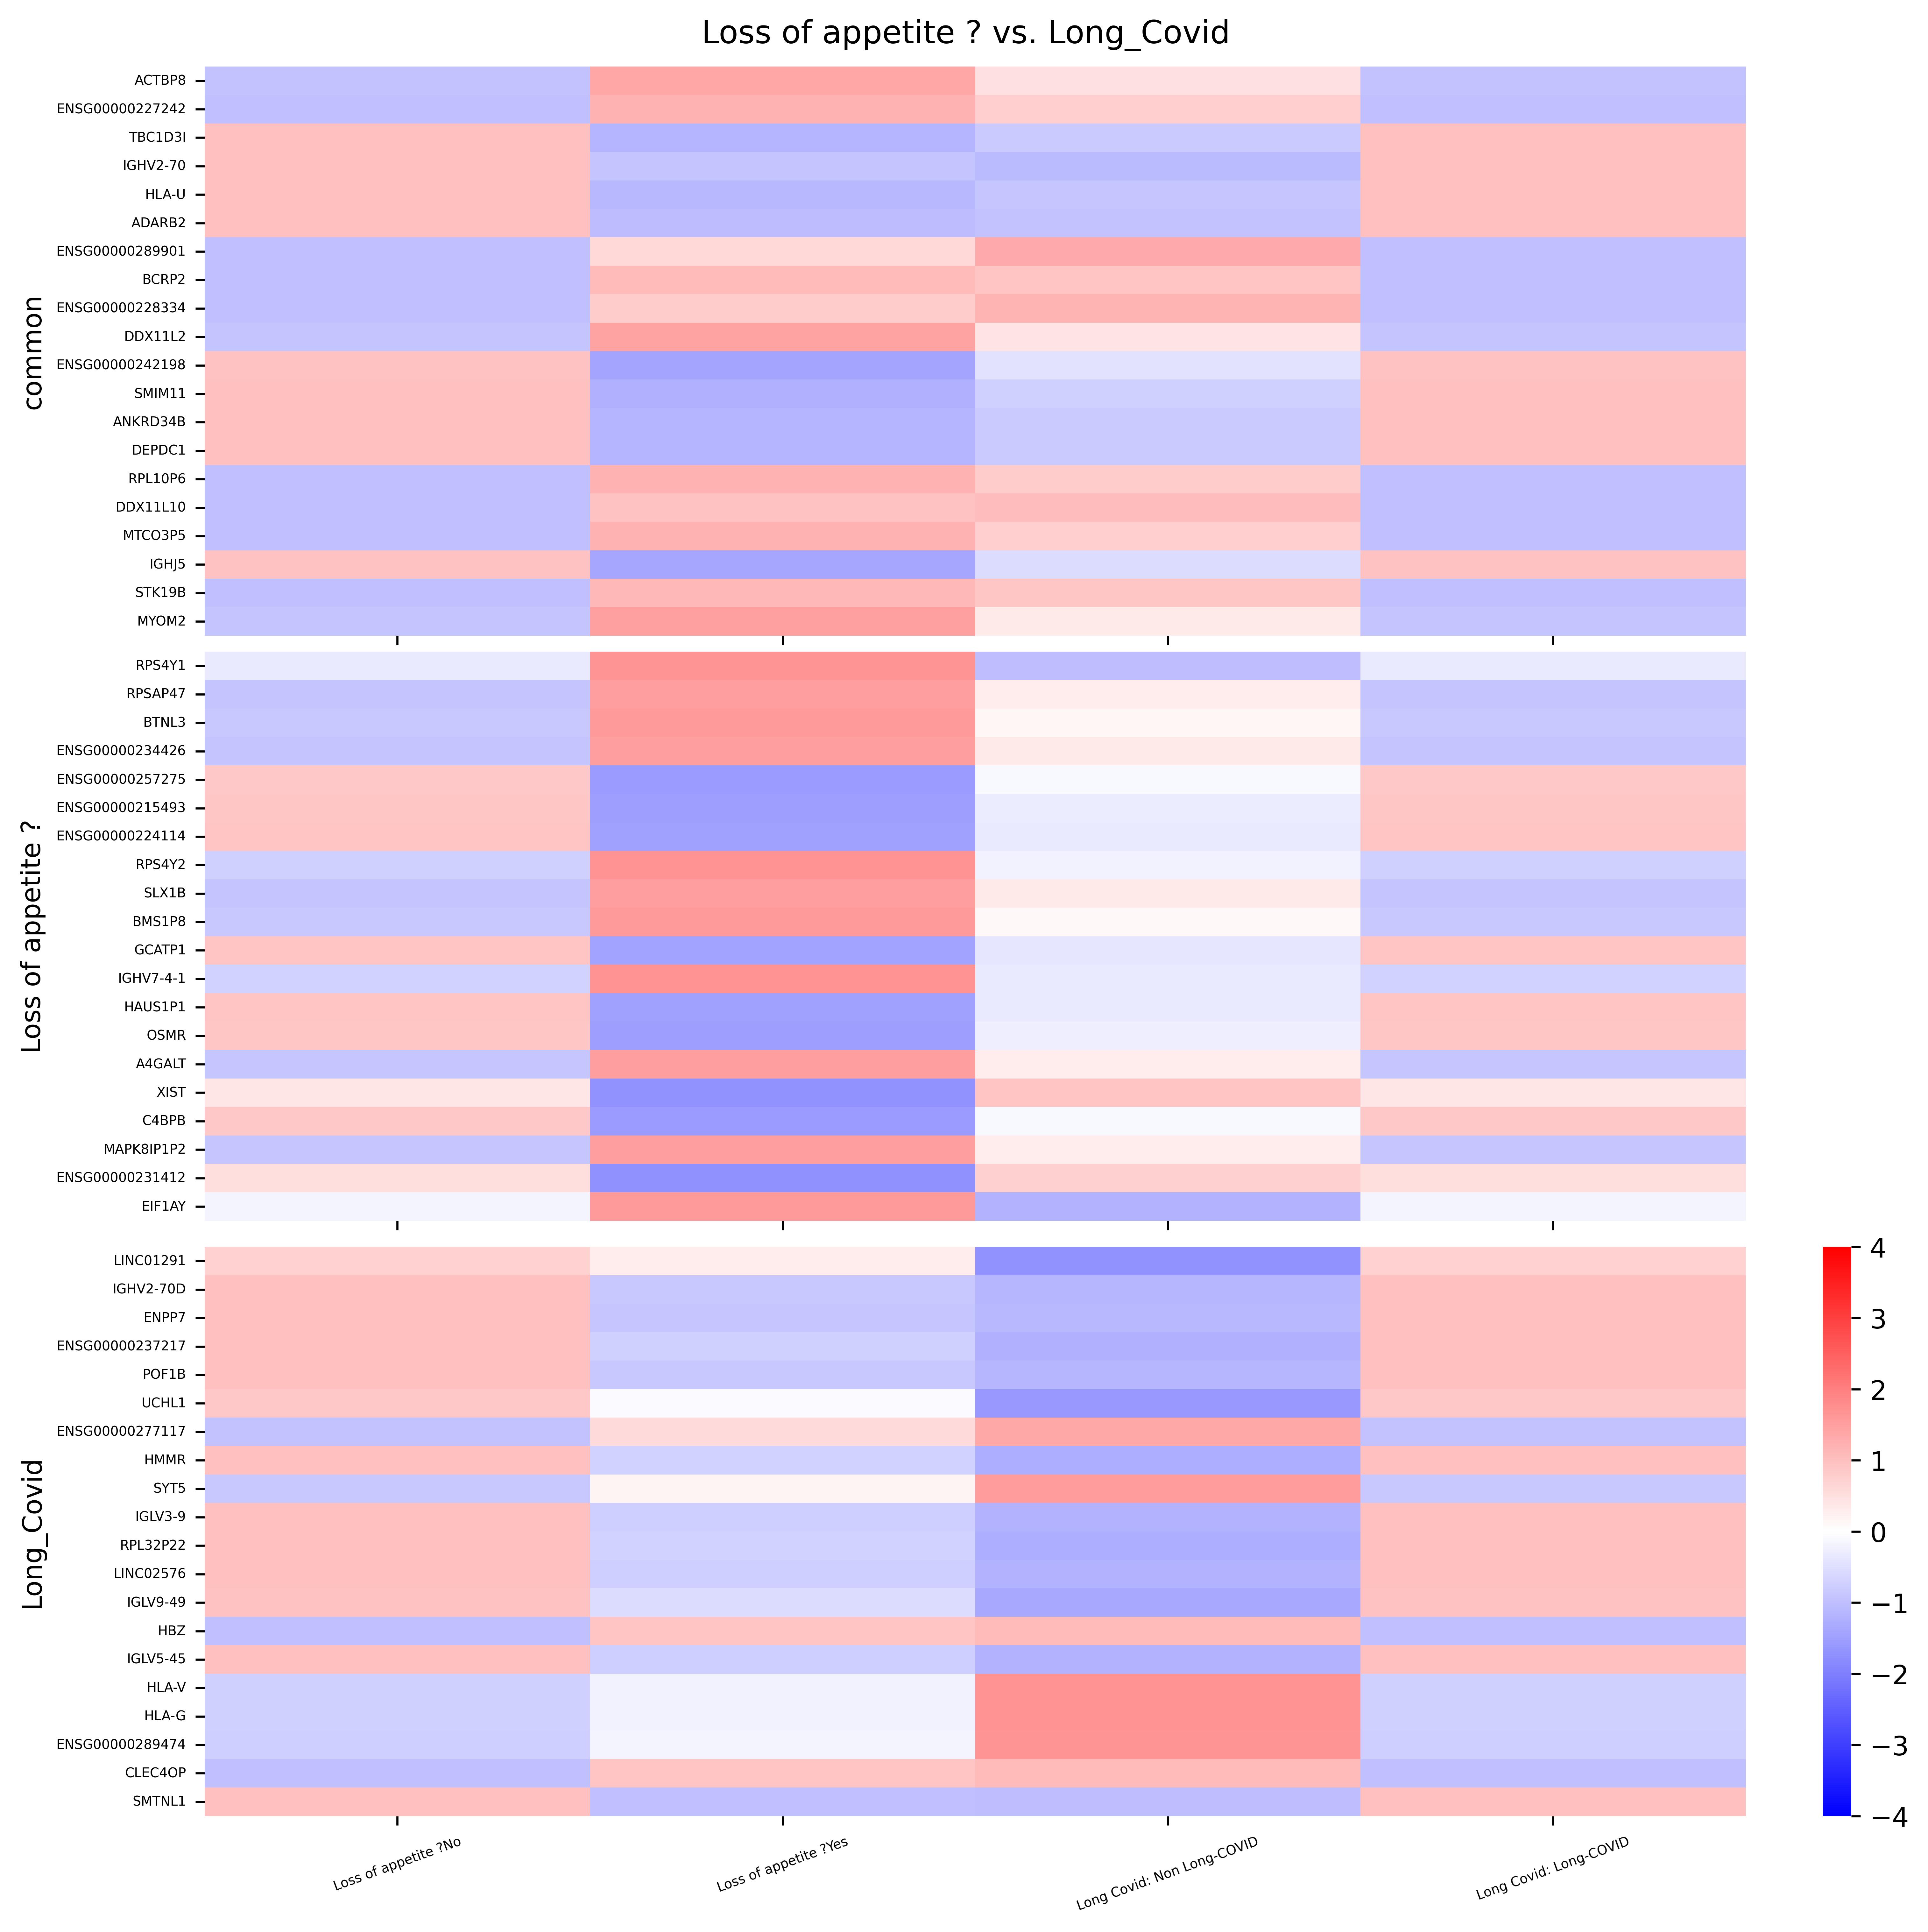 Loss of appetite ? vs. Long_Covid
common
ACTBP8
ENSG00000227242
TBC1D3I
IGHV2-70
HLA-U
ADARB2
ENSG00000289901
BCRP2
ENSG00000228334
DDX11L2
ENSG00000242198
SMIM11
ANKRD34B
DEPDC1
RPL10P6
DDX11L10
MTCO3P5
IGHJ5
STK19B
MYOM2
Loss of appetite ?
RPS4Y1
RPSAP47
BTNL3
ENSG00000234426
ENSG00000257275
ENSG00000215493
ENSG00000224114
RPS4Y2
SLX1B
BMS1P8
GCATP1
IGHV7-4-1
HAUS1P1
OSMR
A4GALT
XIST
C4BPB
MAPK8IP1P2
ENSG00000231412
EIF1AY
Long_Covid
LINC01291
IGHV2-70D
ENPP7
ENSG00000237217
POF1B
UCHL1
ENSG00000277117
HMMR
SYT5
IGLV3-9
RPL32P22
LINC02576
IGLV9-49
HBZ
IGLV5-45
HLA-V
HLA-G
ENSG00000289474
CLEC4OP
SMTNL1
4
3
2
1
0
−1
−2
−3
−4
Loss of appetite ?No
Loss of appetite ?Yes
Long Covid: Non Long-COVID
Long Covid: Long-COVID